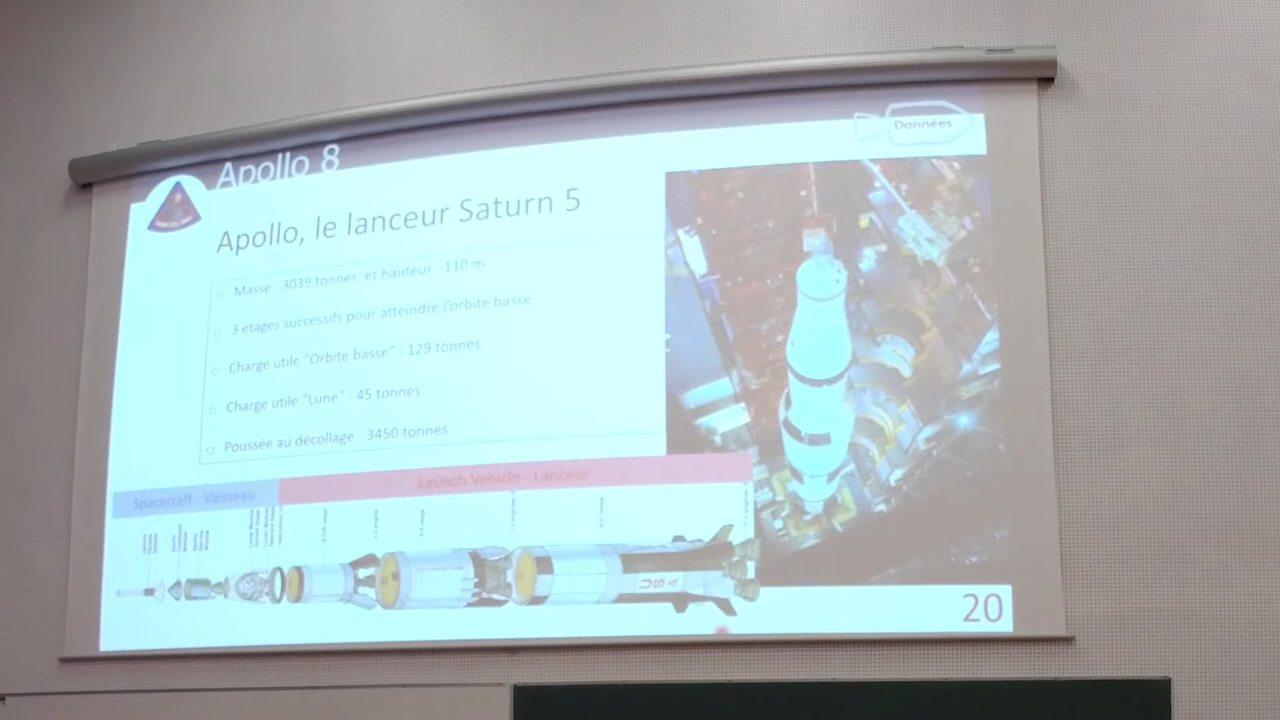 Apollo 8
Données
Apollo, le lanceur Saturn 5
Masse : 3039 tonnes et hauteur : 110 m
3 étages successifs pour atteindre l'orbite basse
Charge utile "Orbite basse" : 129 tonnes
Charge utile "Lune" : 45 tonnes
Poussée au décollage : 3450 tonnes
Spacecraft - Vaisseau
Launch Vehicle - Lanceur
USA
20